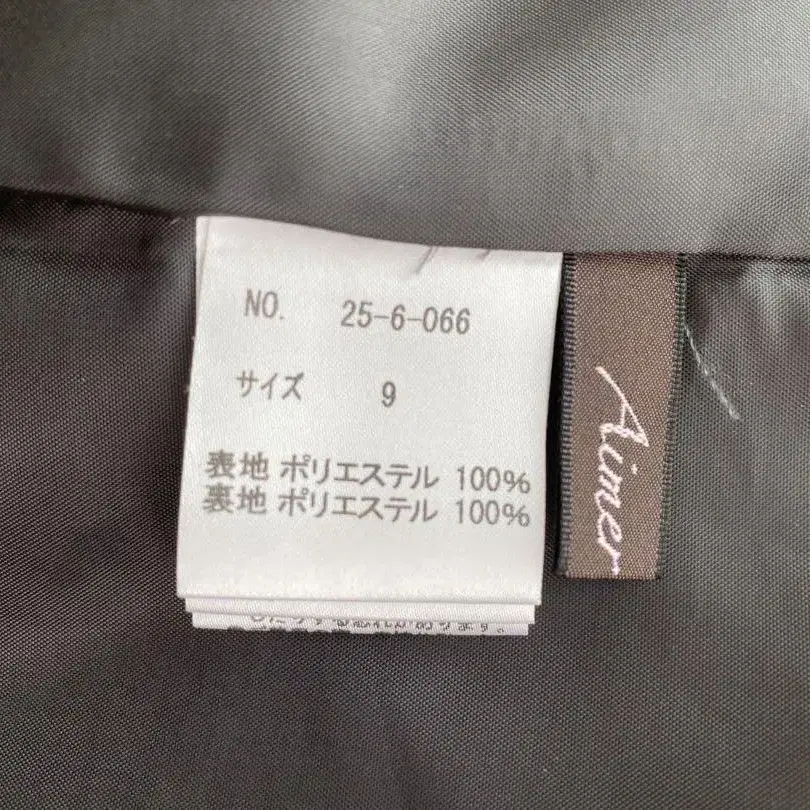 NO. 25-6-066
サイズ 9
表地 ポリエステル 100%
裏地 ポリエステル 100%
Aimer